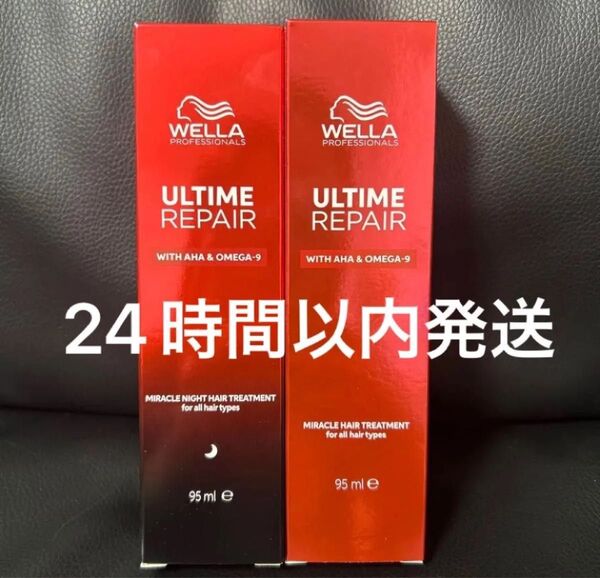 WELLA
PROFESSIONALS
ULTIME
REPAIR
WITH AHA & OMEGA-9
MIRACLE NIGHT HAIR TREATMENT
for all hair types
95 ml ℮
WELLA
PROFESSIONALS
ULTIME
REPAIR
WITH AHA & OMEGA-9
MIRACLE HAIR TREATMENT
for all hair types
95 ml ℮
24時間以内発送